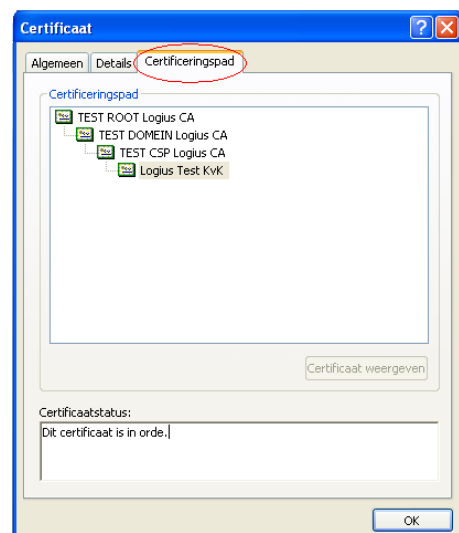 Certificaat
Algemeen Details Certificeringspad
Certificeringspad
TEST ROOT Logius CA
TEST DOMEIN Logius CA
TEST CSP Logius CA
Logius Test KvK
Certificaat weergeven
Certificaatstatus:
Dit certificaat is in orde.
OK